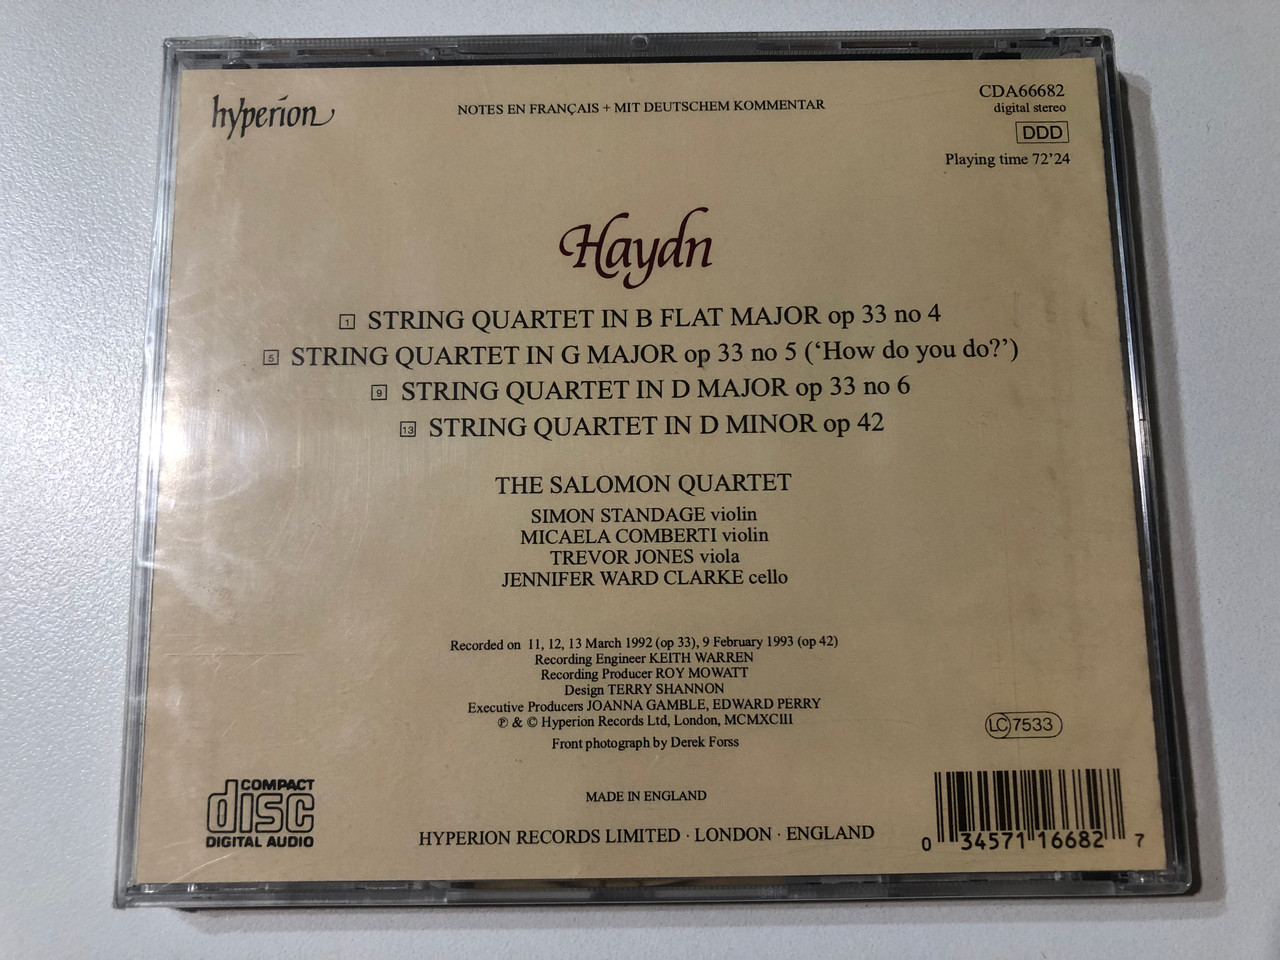 hyperion
NOTES EN FRANÇAIS + MIT DEUTSCHEM KOMMENTAR
CDA66682
digital stereo
DDD
Playing time 72'24
Haydn
1 STRING QUARTET IN B FLAT MAJOR op 33 no 4
5 STRING QUARTET IN G MAJOR op 33 no 5 (‘How do you do?’)
9 STRING QUARTET IN D MAJOR op 33 no 6
13 STRING QUARTET IN D MINOR op 42
THE SALOMON QUARTET
SIMON STANDAGE violin
MICAELA COMBERTI violin
TREVOR JONES viola
JENNIFER WARD CLARKE cello
Recorded on 11, 12, 13 March 1992 (op 33), 9 February 1993 (op 42)
Recording Engineer KEITH WARREN
Recording Producer ROY MOWATT
Design TERRY SHANNON
Executive Producers JOANNA GAMBLE, EDWARD PERRY
℗ & © Hyperion Records Ltd, London, MCMXCIII
Front photograph by Derek Forss
LC 7533
COMPACT
disc
DIGITAL AUDIO
MADE IN ENGLAND
HYPERION RECORDS LIMITED · LONDON · ENGLAND
0 34571 16682 7